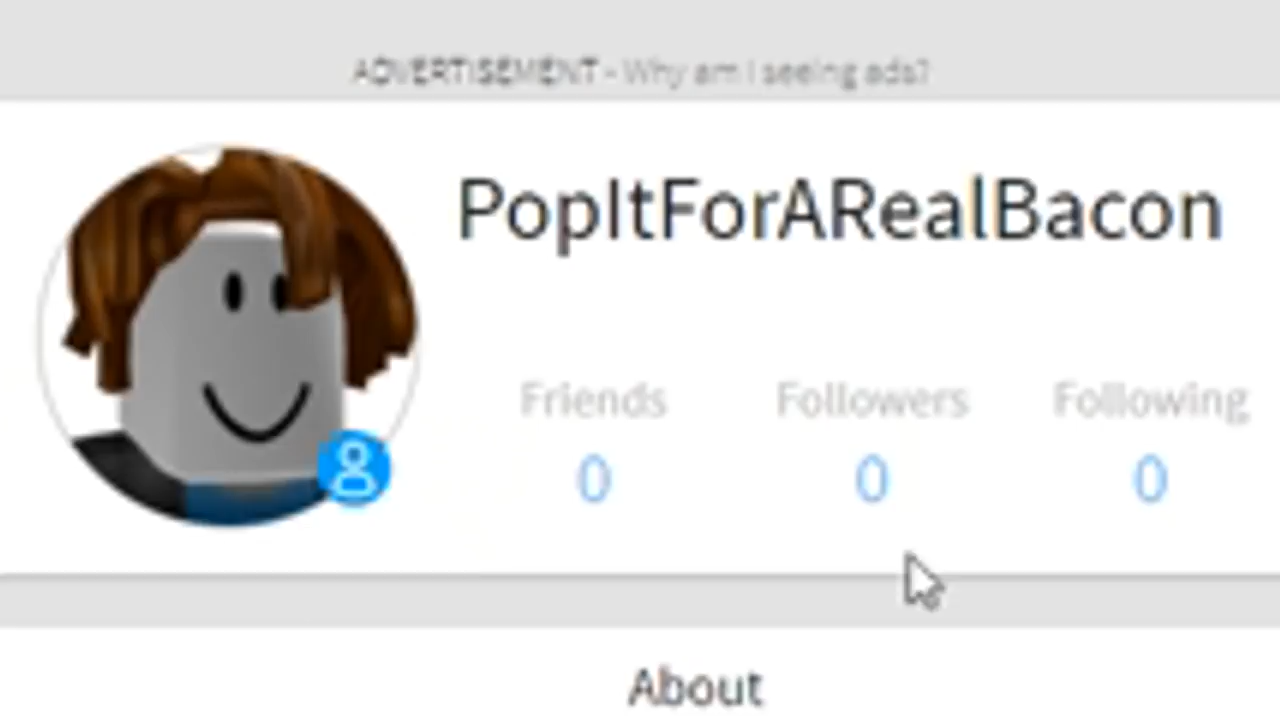 ADVERTISEMENT - Why am I seeing ads?
PopItForARealBacon
Friends Followers Following
0 0 0
About